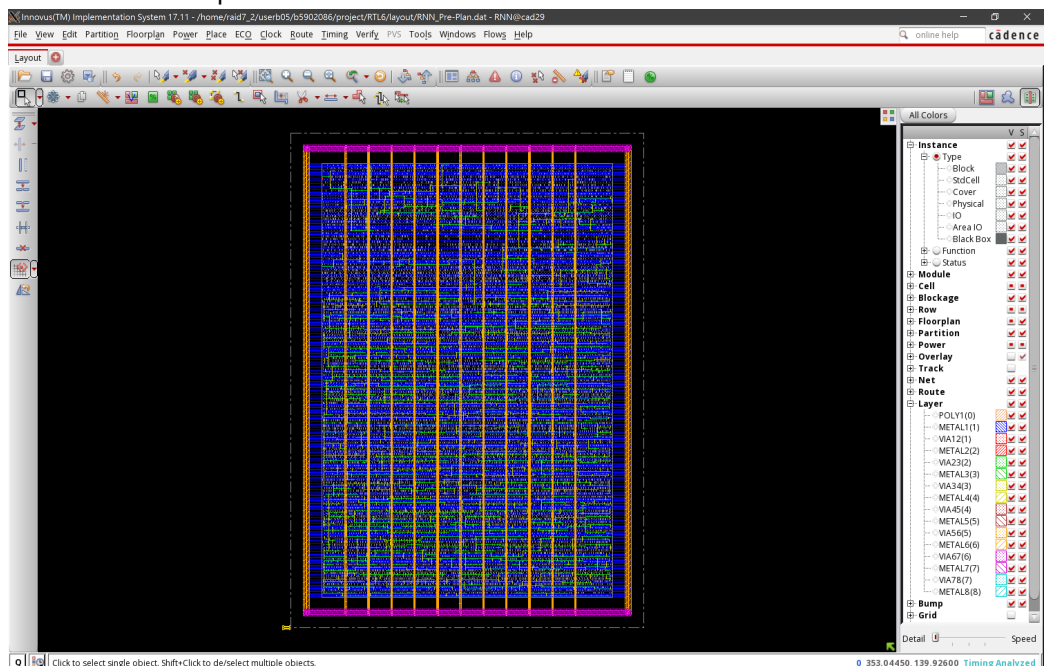 Innovus(TM) Implementation System 17.11 - /home/raid7_2/userb05/b5902086/project/RTL6/layout/RNN_Pre-Plan.dat - RNN@cad29
File View Edit Partition Floorplan Power Place ECO Clock Route Timing Verify PVS Tools Windows Flows Help
online help
cādence
Layout
All Colors
V S
Instance
Type
Block
StdCell
Cover
Physical
IO
Area IO
Black Box
Function
Status
Module
Cell
Blockage
Row
Floorplan
Partition
Power
Overlay
Track
Net
Route
Layer
POLY1(0)
METAL1(1)
VIA12(1)
METAL2(2)
VIA23(2)
METAL3(3)
VIA34(3)
METAL4(4)
VIA45(4)
METAL5(5)
VIA56(5)
METAL6(6)
VIA67(6)
METAL7(7)
VIA78(7)
METAL8(8)
Bump
Grid
Detail Speed
Q Click to select single object. Shift+Click to de/select multiple objects. 0 353.04450, 139.92600 Timing Analyzed